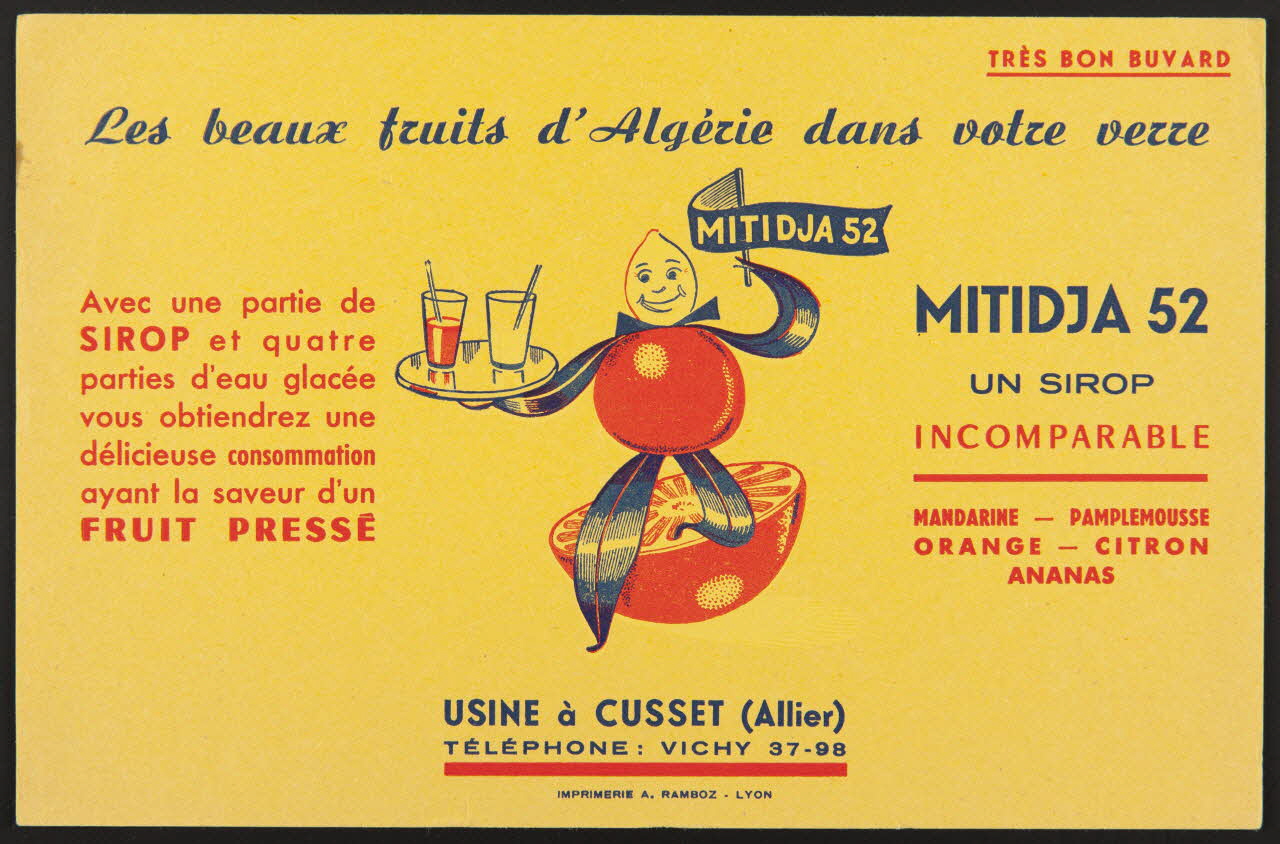 TRÈS BON BUVARD
Les beaux fruits d'Algérie dans votre verre
MITIDJA 52
Avec une partie de
SIROP et quatre
parties d'eau glacée
vous obtiendrez une
délicieuse consommation
ayant la saveur d'un
FRUIT PRESSÉ
MITIDJA 52
UN SIROP
INCOMPARABLE
MANDARINE — PAMPLEMOUSSE
ORANGE — CITRON
ANANAS
USINE à CUSSET (Allier)
TÉLÉPHONE : VICHY 37-98
IMPRIMERIE A. RAMBOZ - LYON